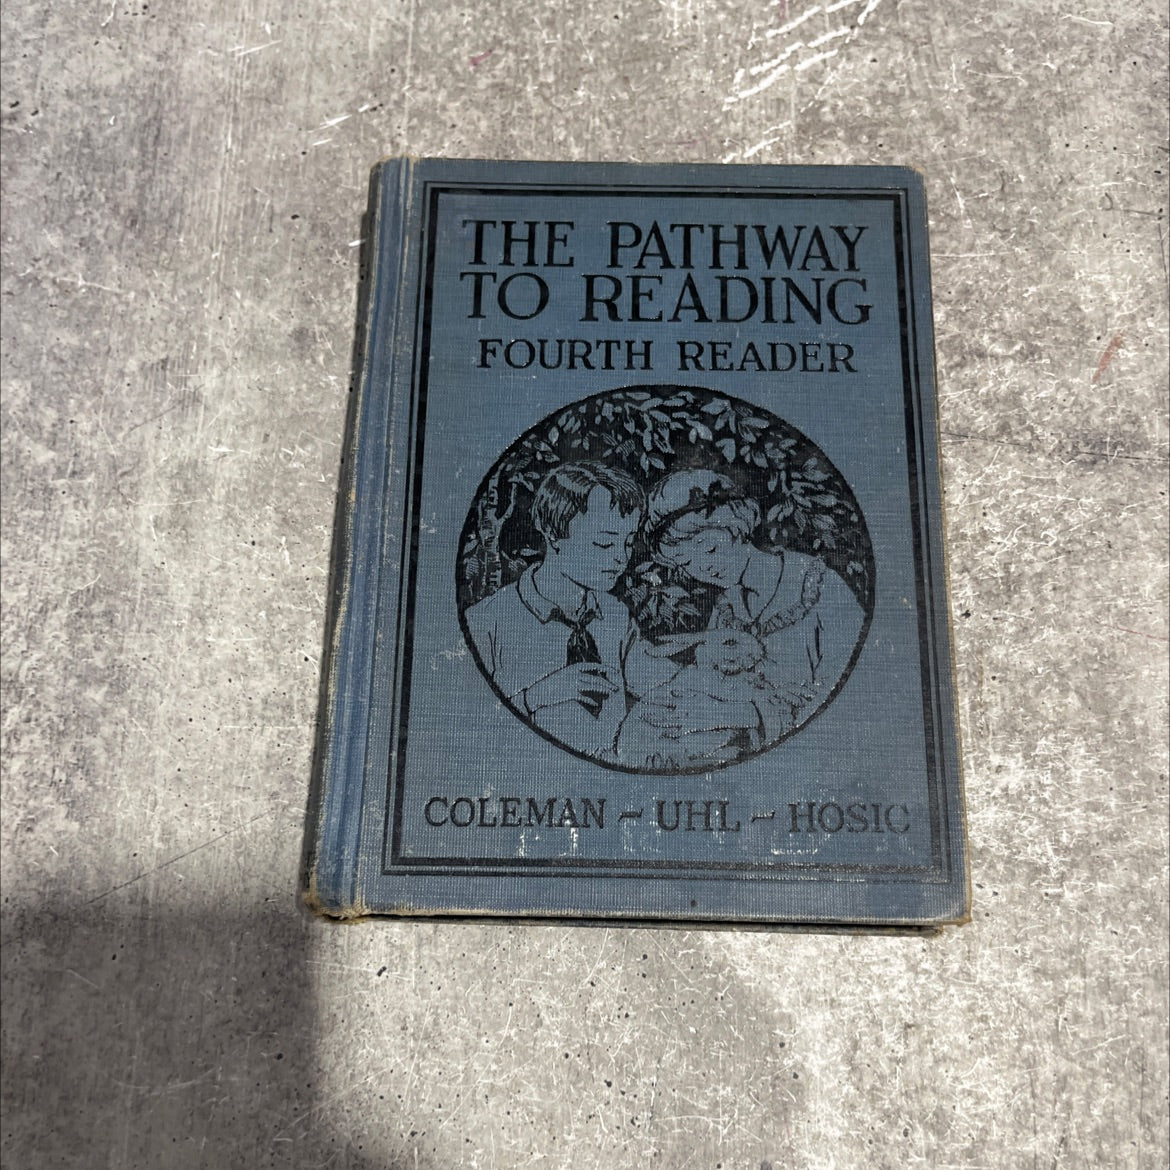 THE PATHWAY
TO READING
FOURTH READER
COLEMAN ~ UHL ~ HOSIC